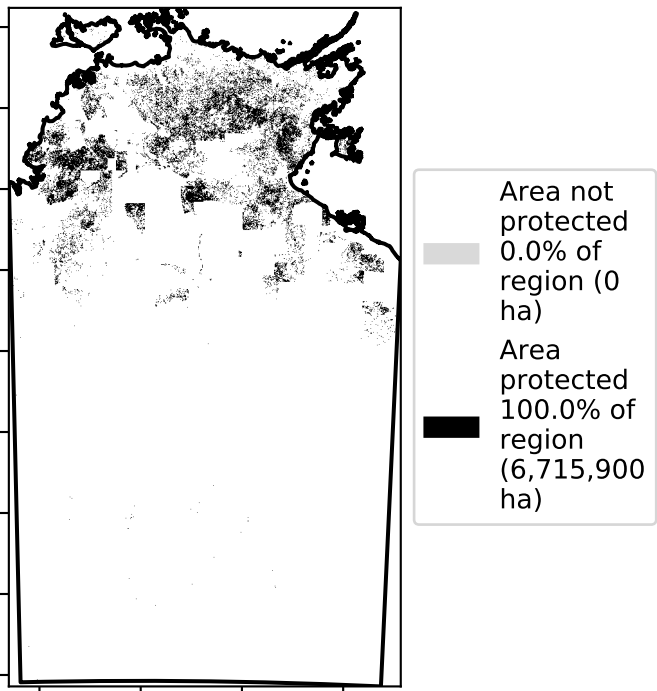 Area not
protected
0.0% of
region (0
ha)
Area
protected
100.0% of
region
(6,715,900
ha)